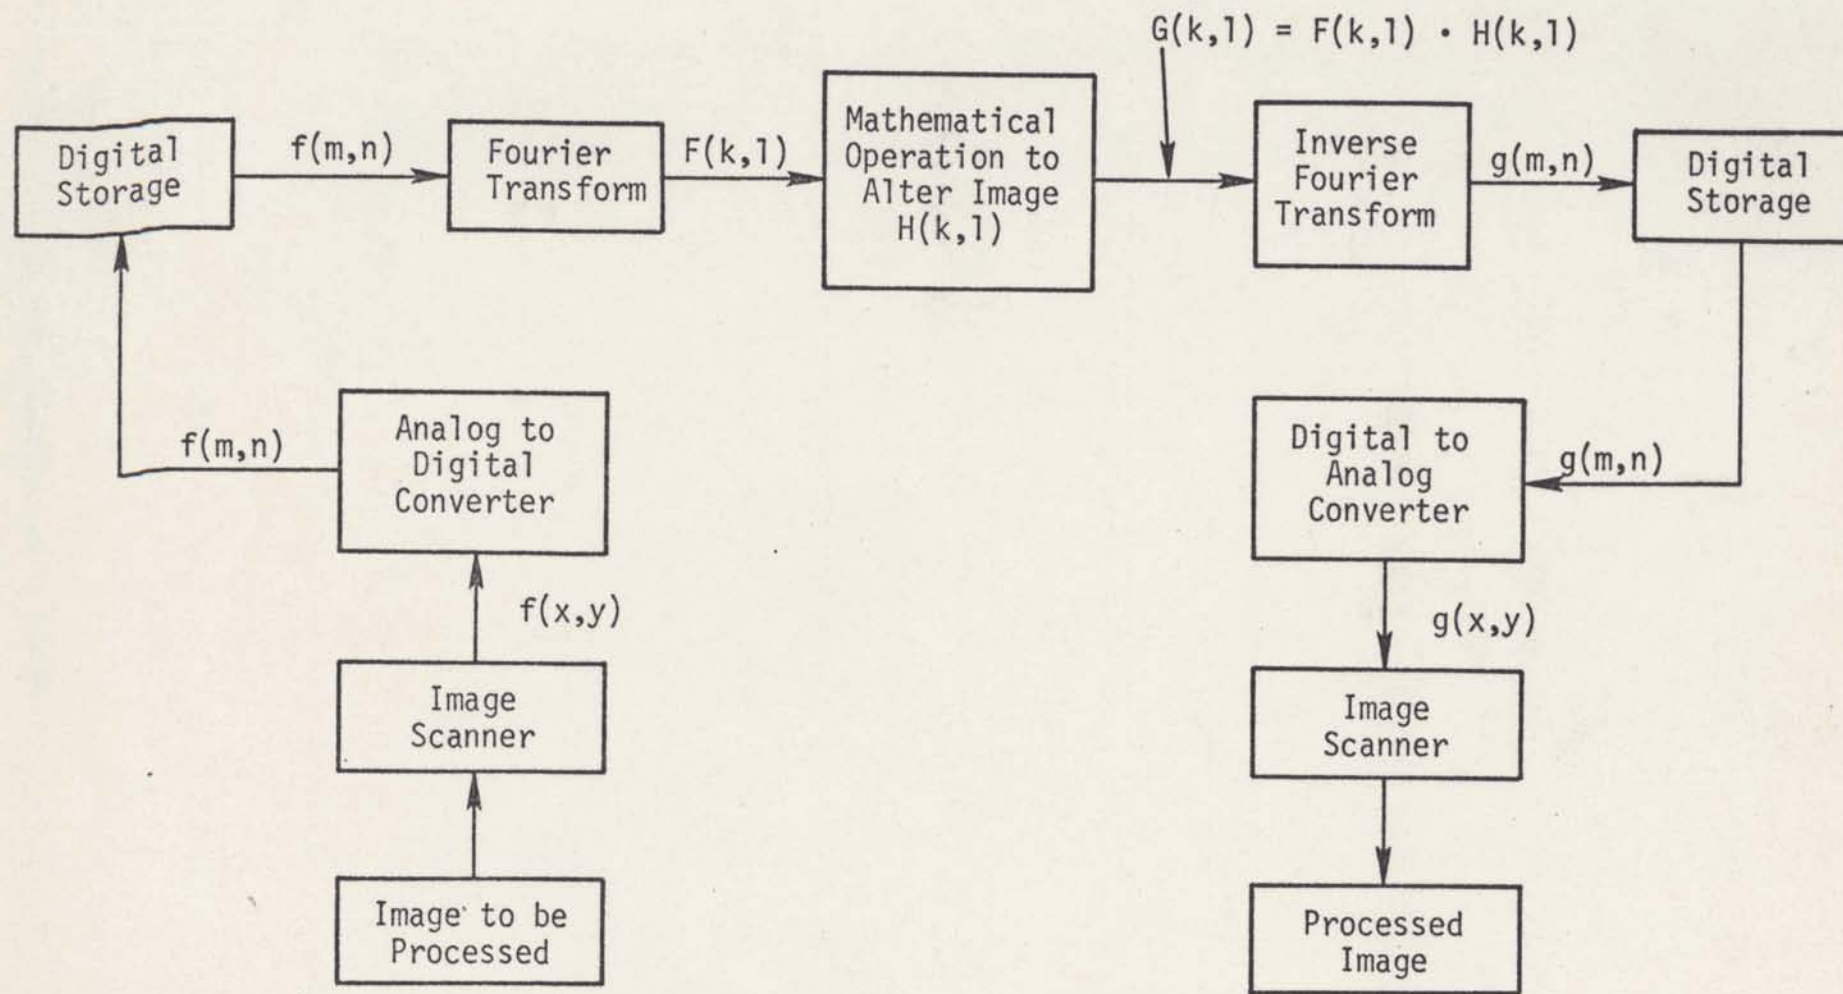 G(k,l) = F(k,l) • H(k,l)
Digital
Storage
f(m,n)
Fourier
Transform
F(k,l)
Mathematical
Operation to
Alter Image
H(k,l)
Inverse
Fourier
Transform
g(m,n)
Digital
Storage
f(m,n)
Analog to
Digital
Converter
Digital to
Analog
Converter
g(m,n)
f(x,y)
g(x,y)
Image
Scanner
Image
Scanner
Image to be
Processed
Processed
Image